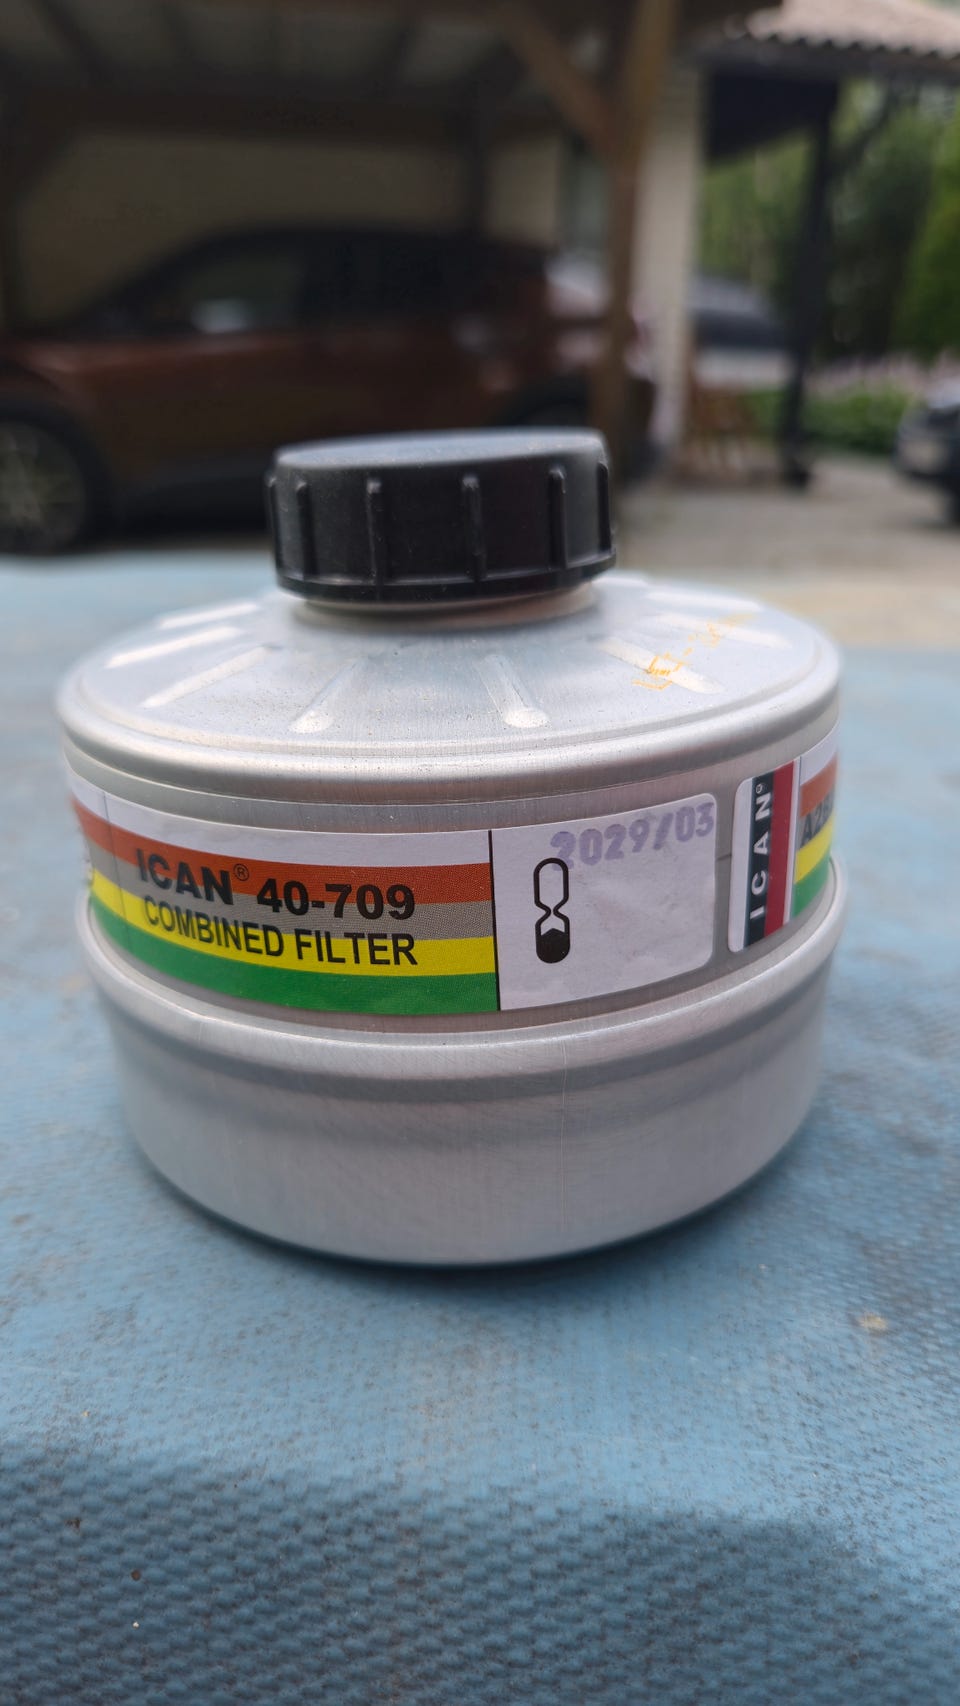 ICAN® 40-709
COMBINED FILTER
2029/03
ICAN®